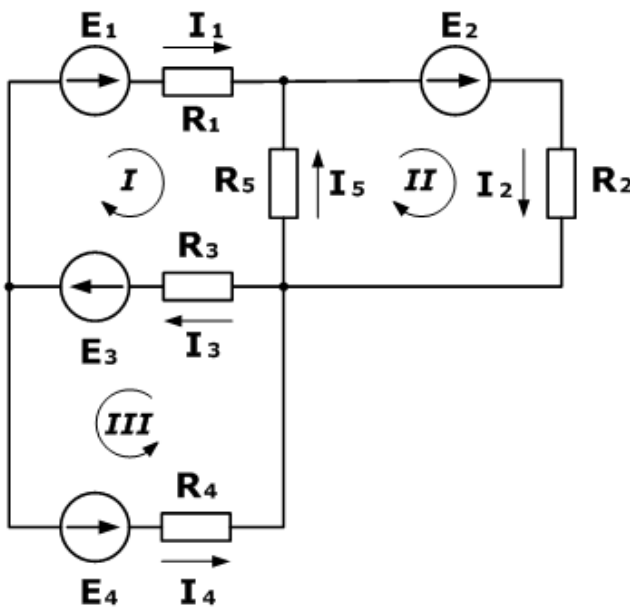 E₁ I₁ E₂
R₁
I R₅ I₅ II I₂ R₂
R₃
E₃ I₃
III
R₄
E₄ I₄